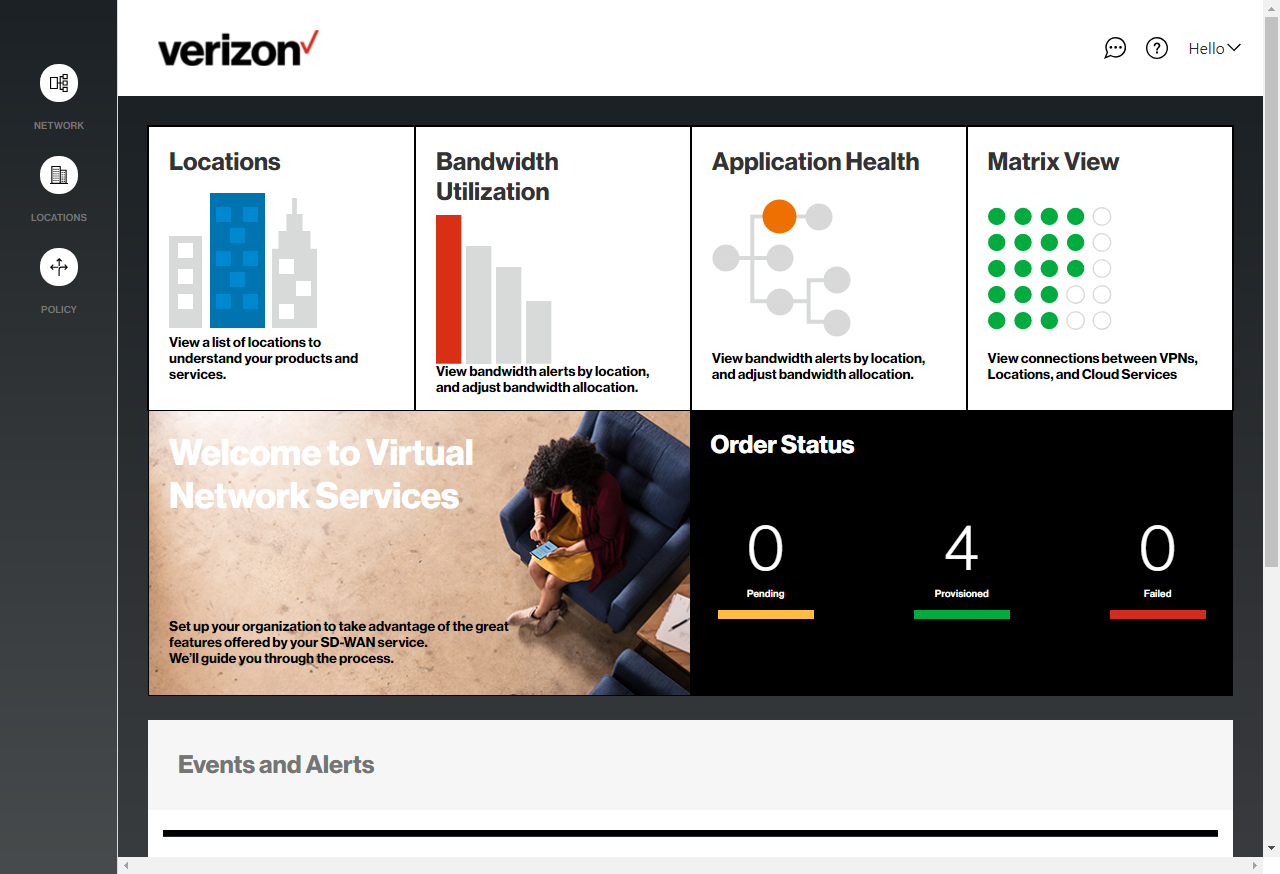 verizon
Hello
NETWORK
LOCATIONS
POLICY
Locations
View a list of locations to
understand your products and
services.
Bandwidth
Utilization
View bandwidth alerts by location,
and adjust bandwidth allocation.
Application Health
View bandwidth alerts by location,
and adjust bandwidth allocation.
Matrix View
View connections between VPNs,
Locations, and Cloud Services
Welcome to Virtual
Network Services
Set up your organization to take advantage of the great
features offered by your SD-WAN service.
We'll guide you through the process.
Order Status
0
Pending
4
Provisioned
0
Failed
Events and Alerts